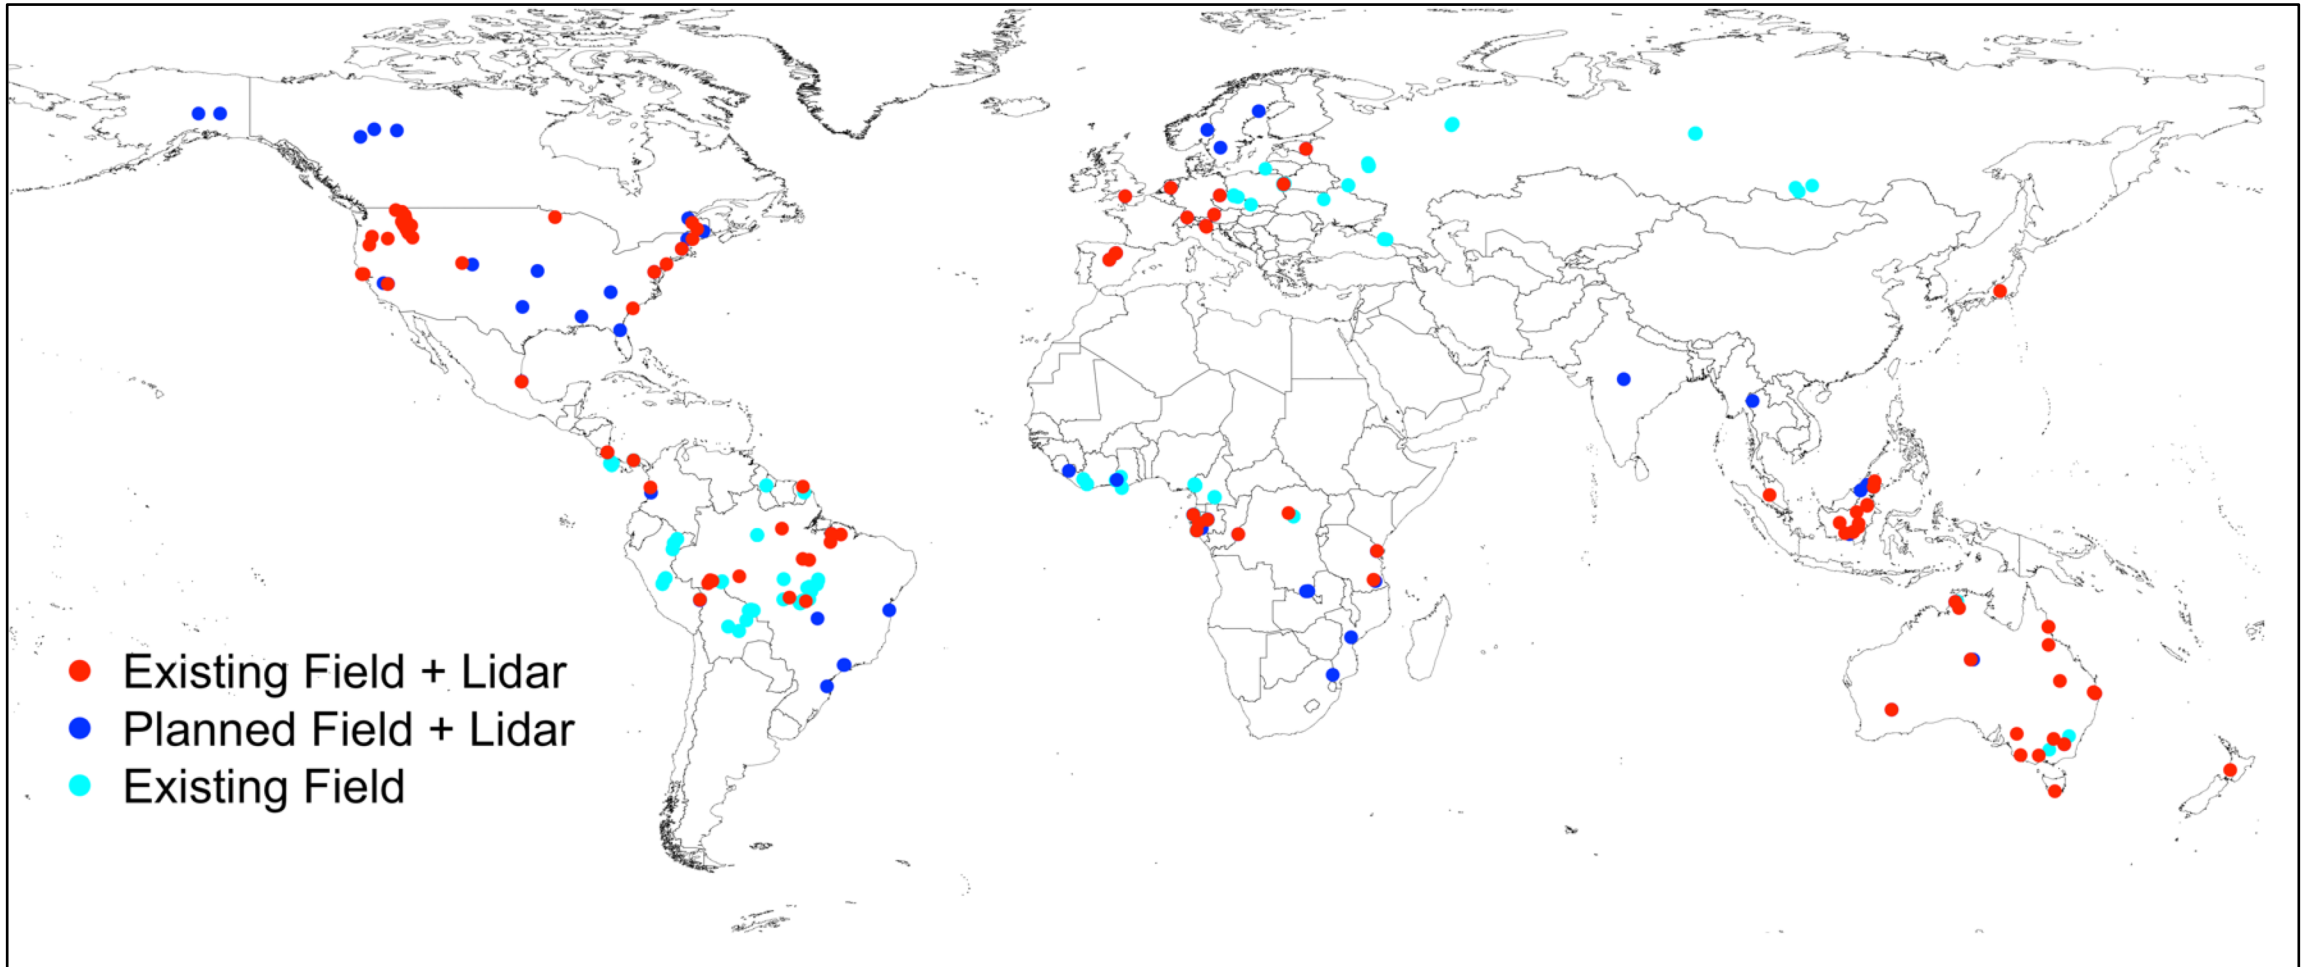 Existing Field + Lidar
Planned Field + Lidar
Existing Field